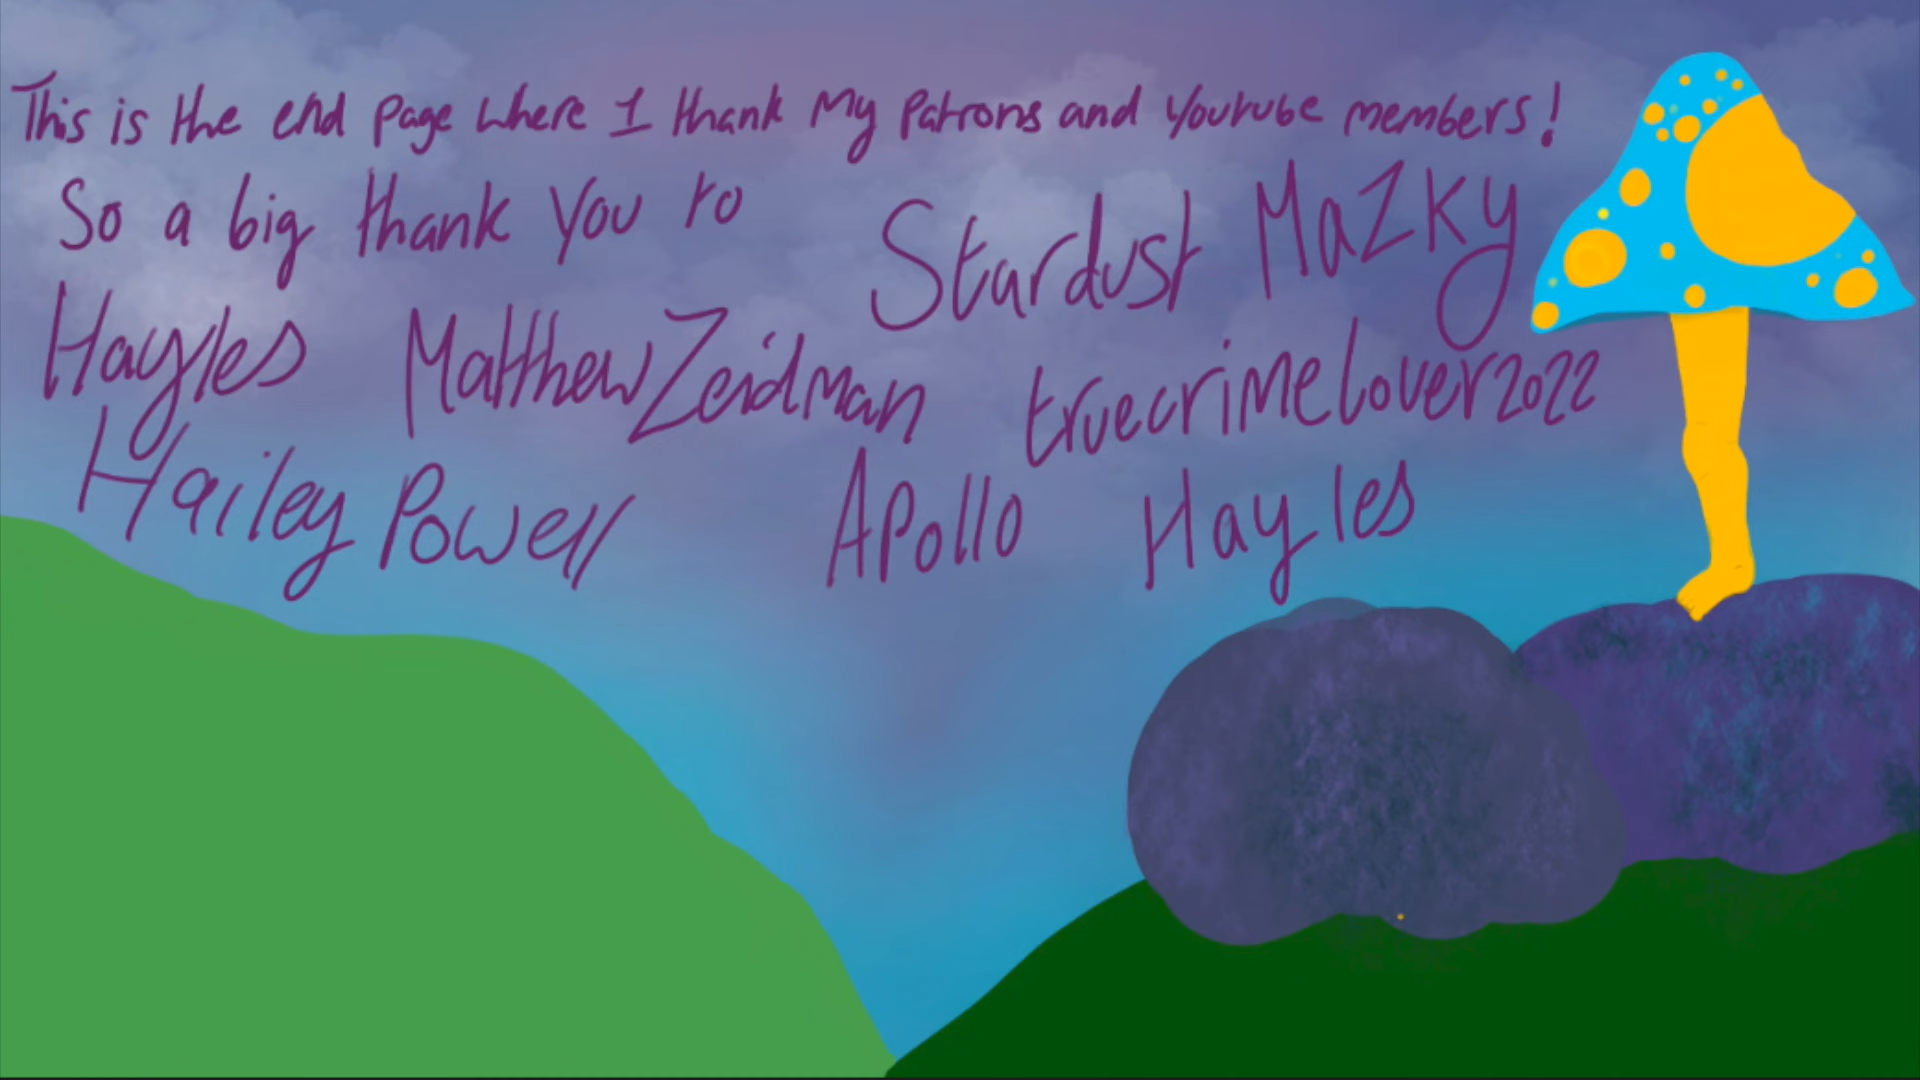 This is the end page where I thank my patrons and youtube members!
So a big thank you to Stardust MaZKy
Hayles MatthewZeidman truecrimelover2022
Hailey Powell Apollo Hayles